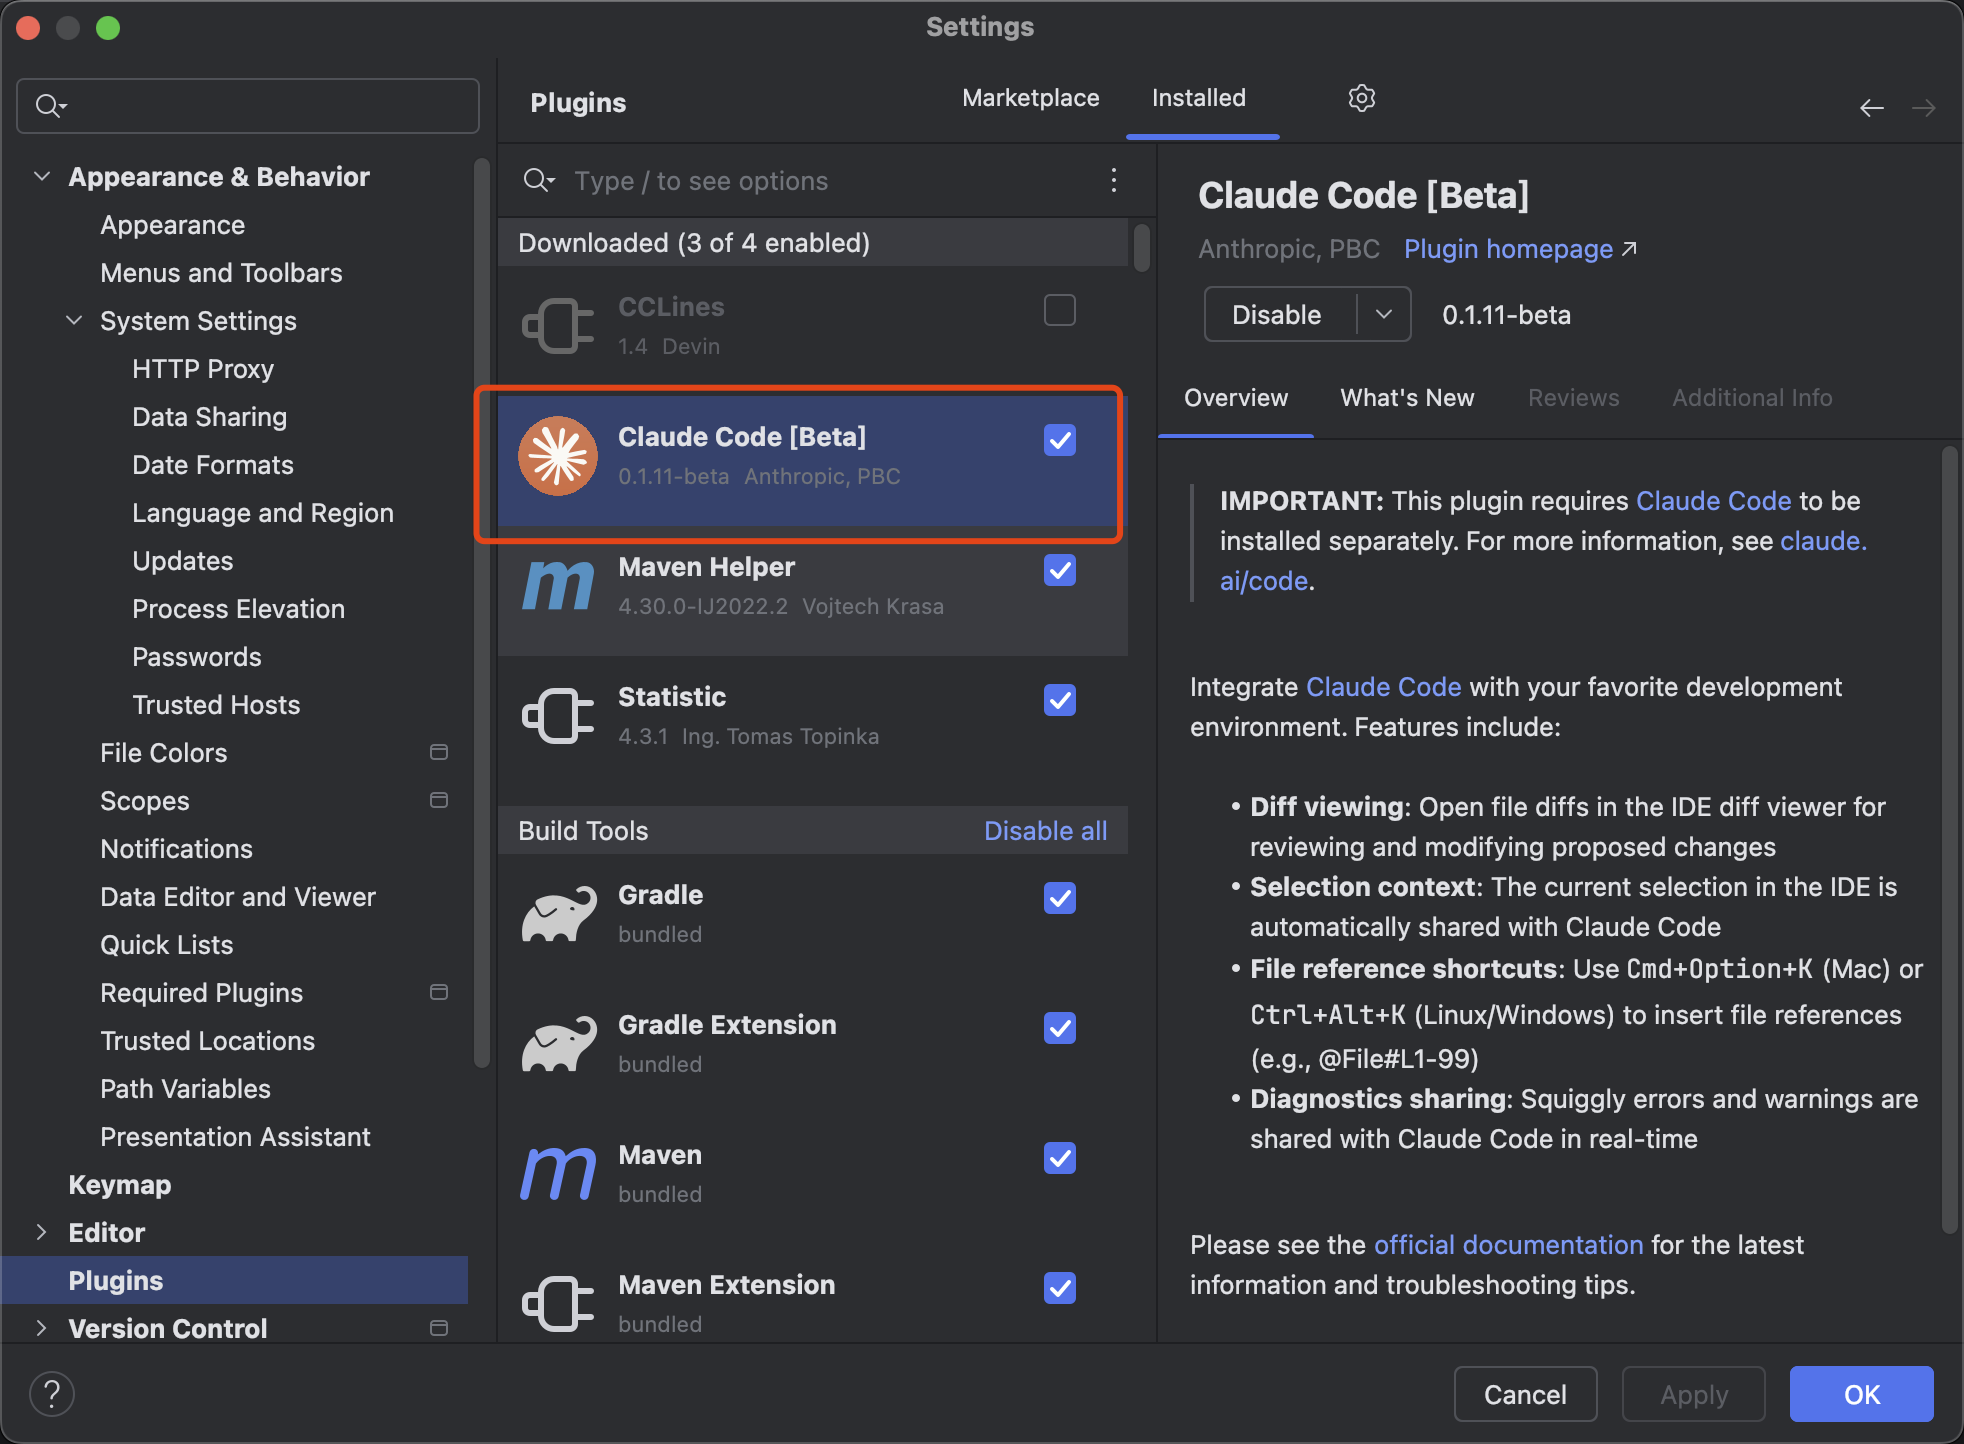 Settings
Appearance & Behavior
Appearance
Menus and Toolbars
System Settings
HTTP Proxy
Data Sharing
Date Formats
Language and Region
Updates
Process Elevation
Passwords
Trusted Hosts
File Colors
Scopes
Notifications
Data Editor and Viewer
Quick Lists
Required Plugins
Trusted Locations
Path Variables
Presentation Assistant
Keymap
Editor
Plugins
Version Control
Plugins
Marketplace
Installed
Type / to see options
Downloaded (3 of 4 enabled)
CCLines
1.4 Devin
Claude Code [Beta]
0.1.11-beta Anthropic, PBC
Maven Helper
4.30.0-IJ2022.2 Vojtech Krasa
Statistic
4.3.1 Ing. Tomas Topinka
Build Tools Disable all
Gradle
bundled
Gradle Extension
bundled
Maven
bundled
Maven Extension
bundled
Claude Code [Beta]
Anthropic, PBC Plugin homepage ↗
Disable 0.1.11-beta
Overview What's New Reviews Additional Info
IMPORTANT: This plugin requires Claude Code to be
installed separately. For more information, see claude.
ai/code.
Integrate Claude Code with your favorite development
environment. Features include:
• Diff viewing: Open file diffs in the IDE diff viewer for
reviewing and modifying proposed changes
• Selection context: The current selection in the IDE is
automatically shared with Claude Code
• File reference shortcuts: Use Cmd+Option+K (Mac) or
Ctrl+Alt+K (Linux/Windows) to insert file references
(e.g., @File#L1-99)
• Diagnostics sharing: Squiggly errors and warnings are
shared with Claude Code in real-time
Please see the official documentation for the latest
information and troubleshooting tips.
?
Cancel
Apply
OK